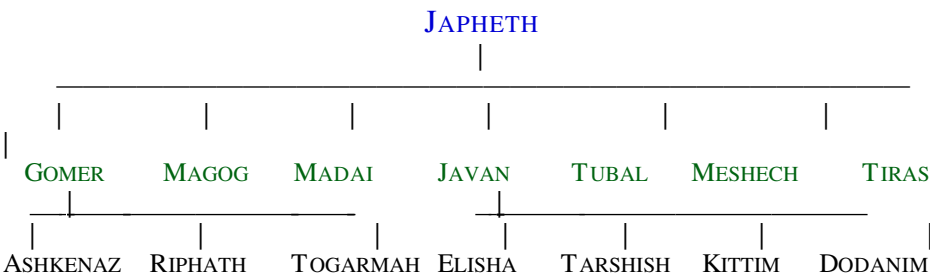 JAPHETH
GOMER MAGOG MADAI JAVAN TUBAL MESHECH TIRAS
ASHKENAZ RIPHATH TOGARMAH ELISHA TARSHISH KITTIM DODANIM